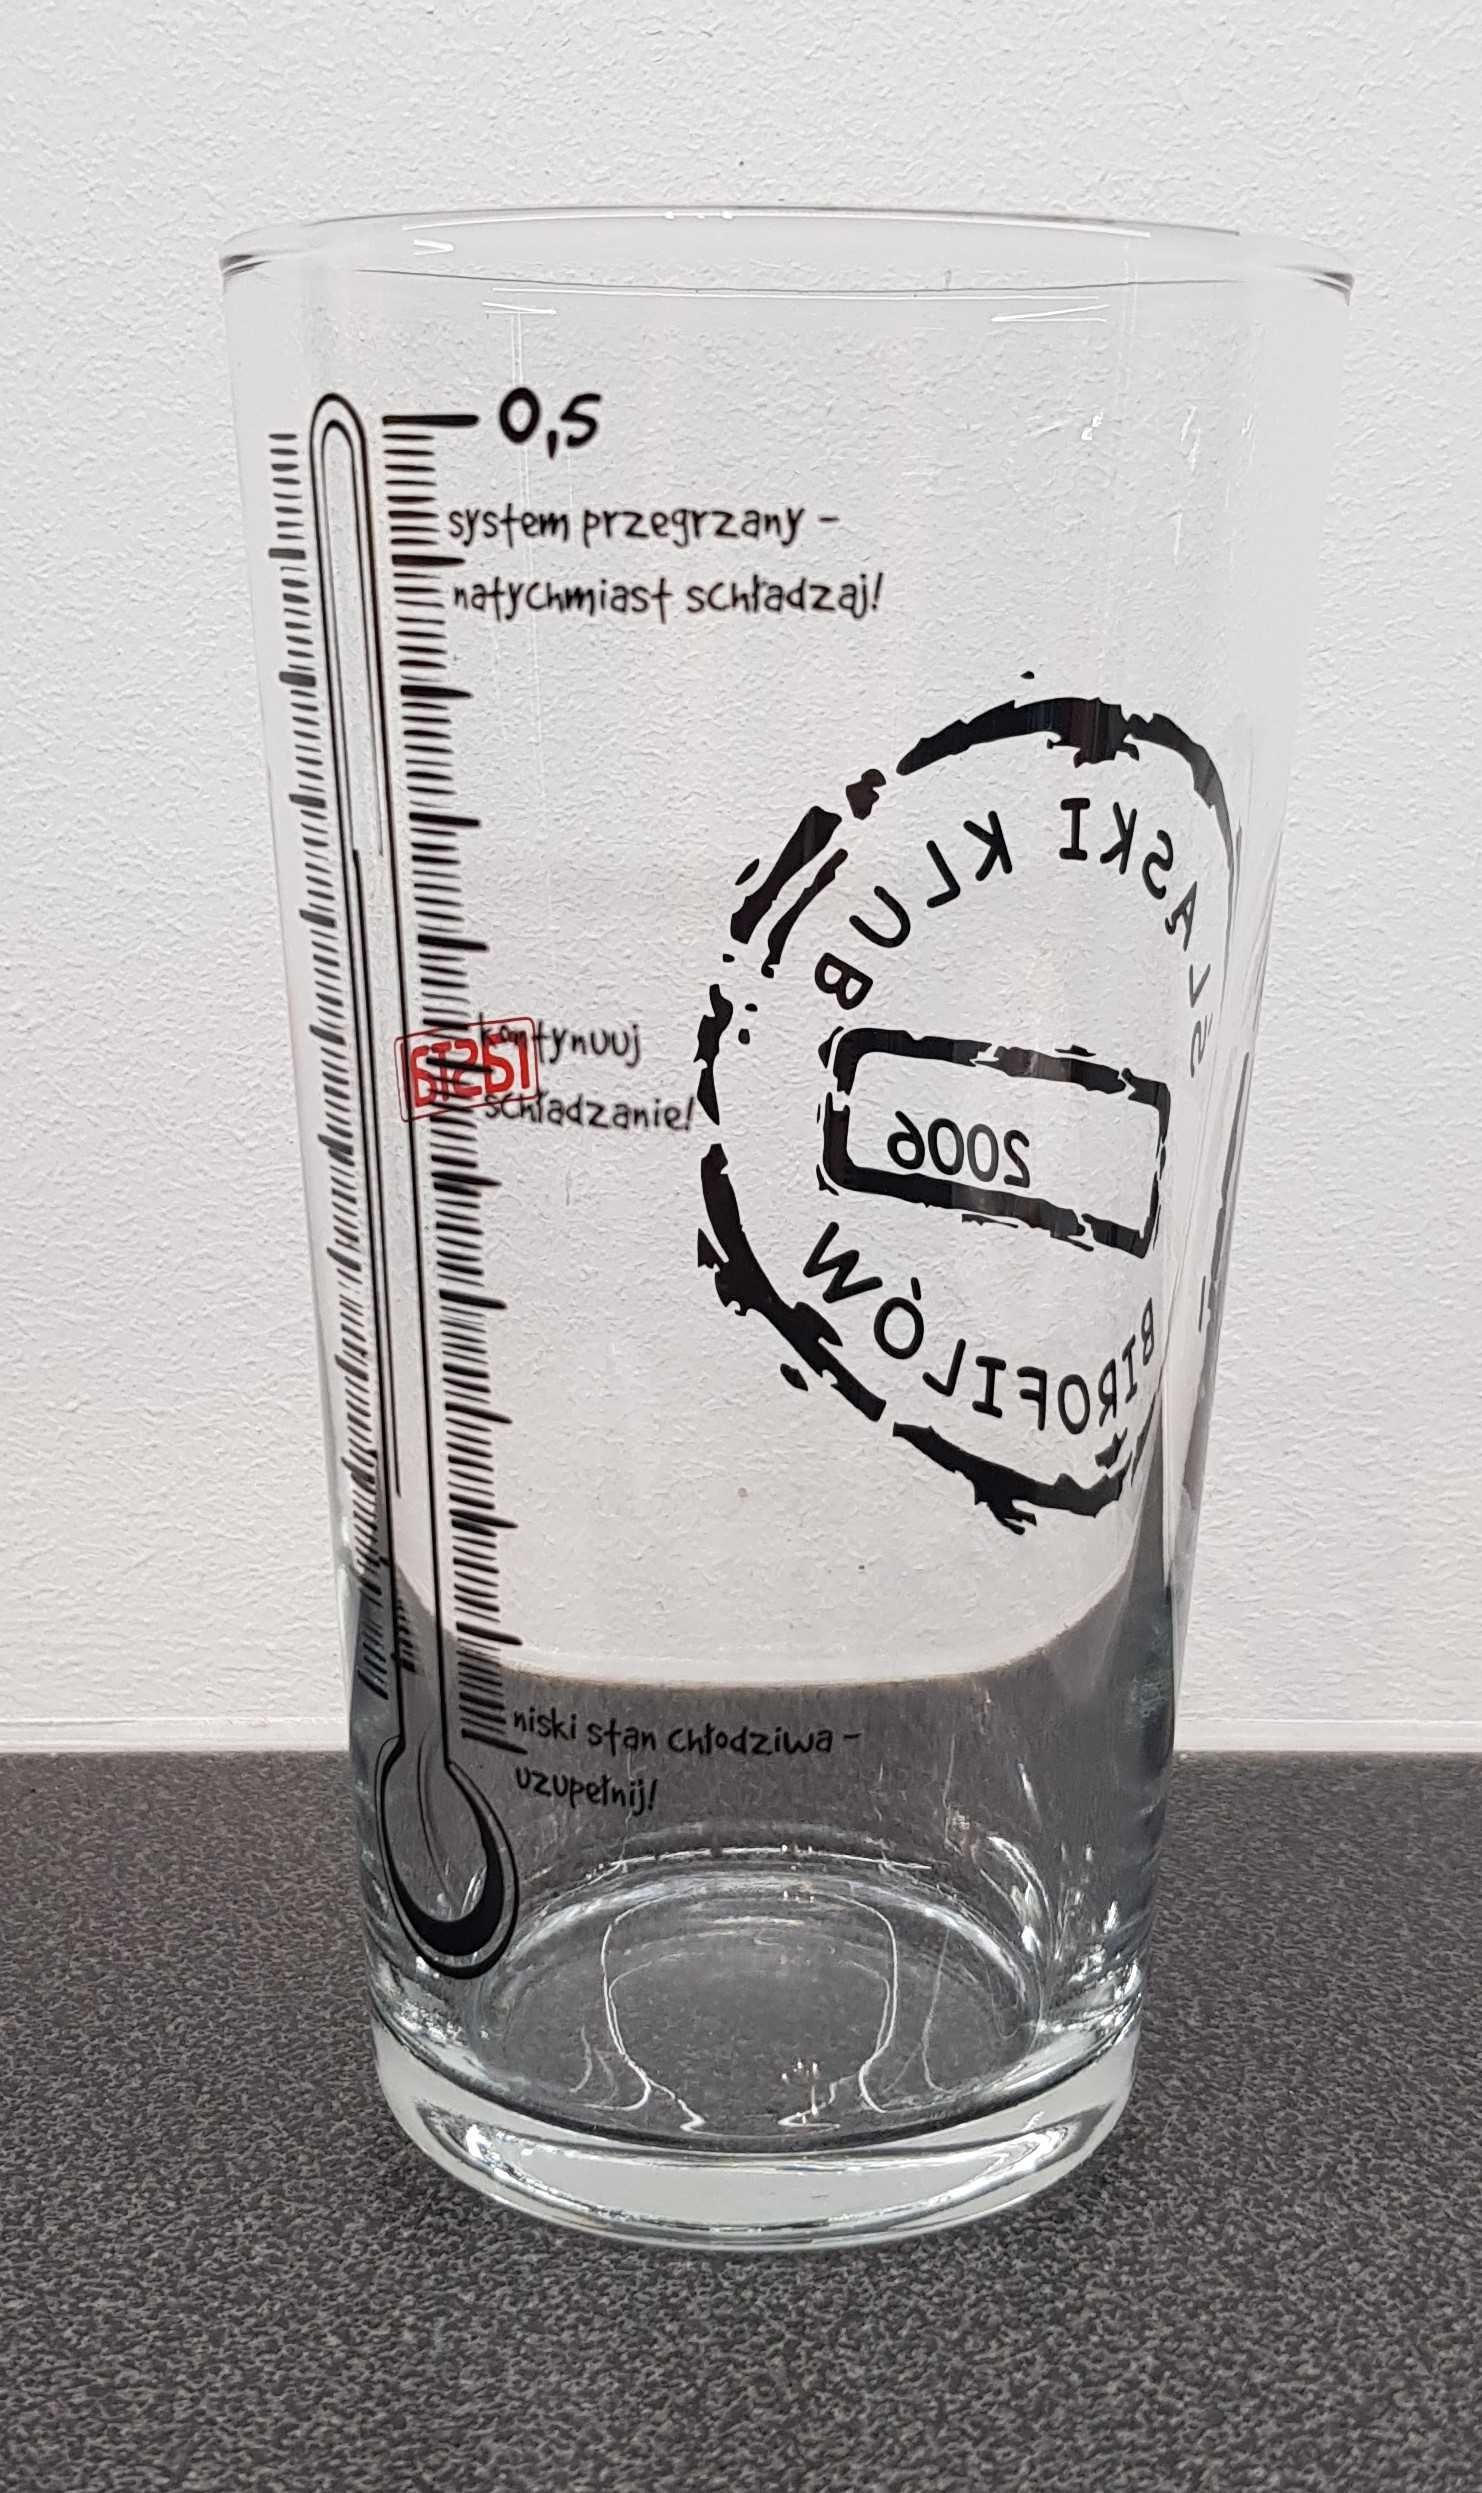 0,5
system przegrzany -
natychmiast schładzaj!
kontynuuj
schładzanie!
niski stan chłodziwa -
uzupełnij!
ŚLĄSKI KLUB
2006
BIROFILÓW